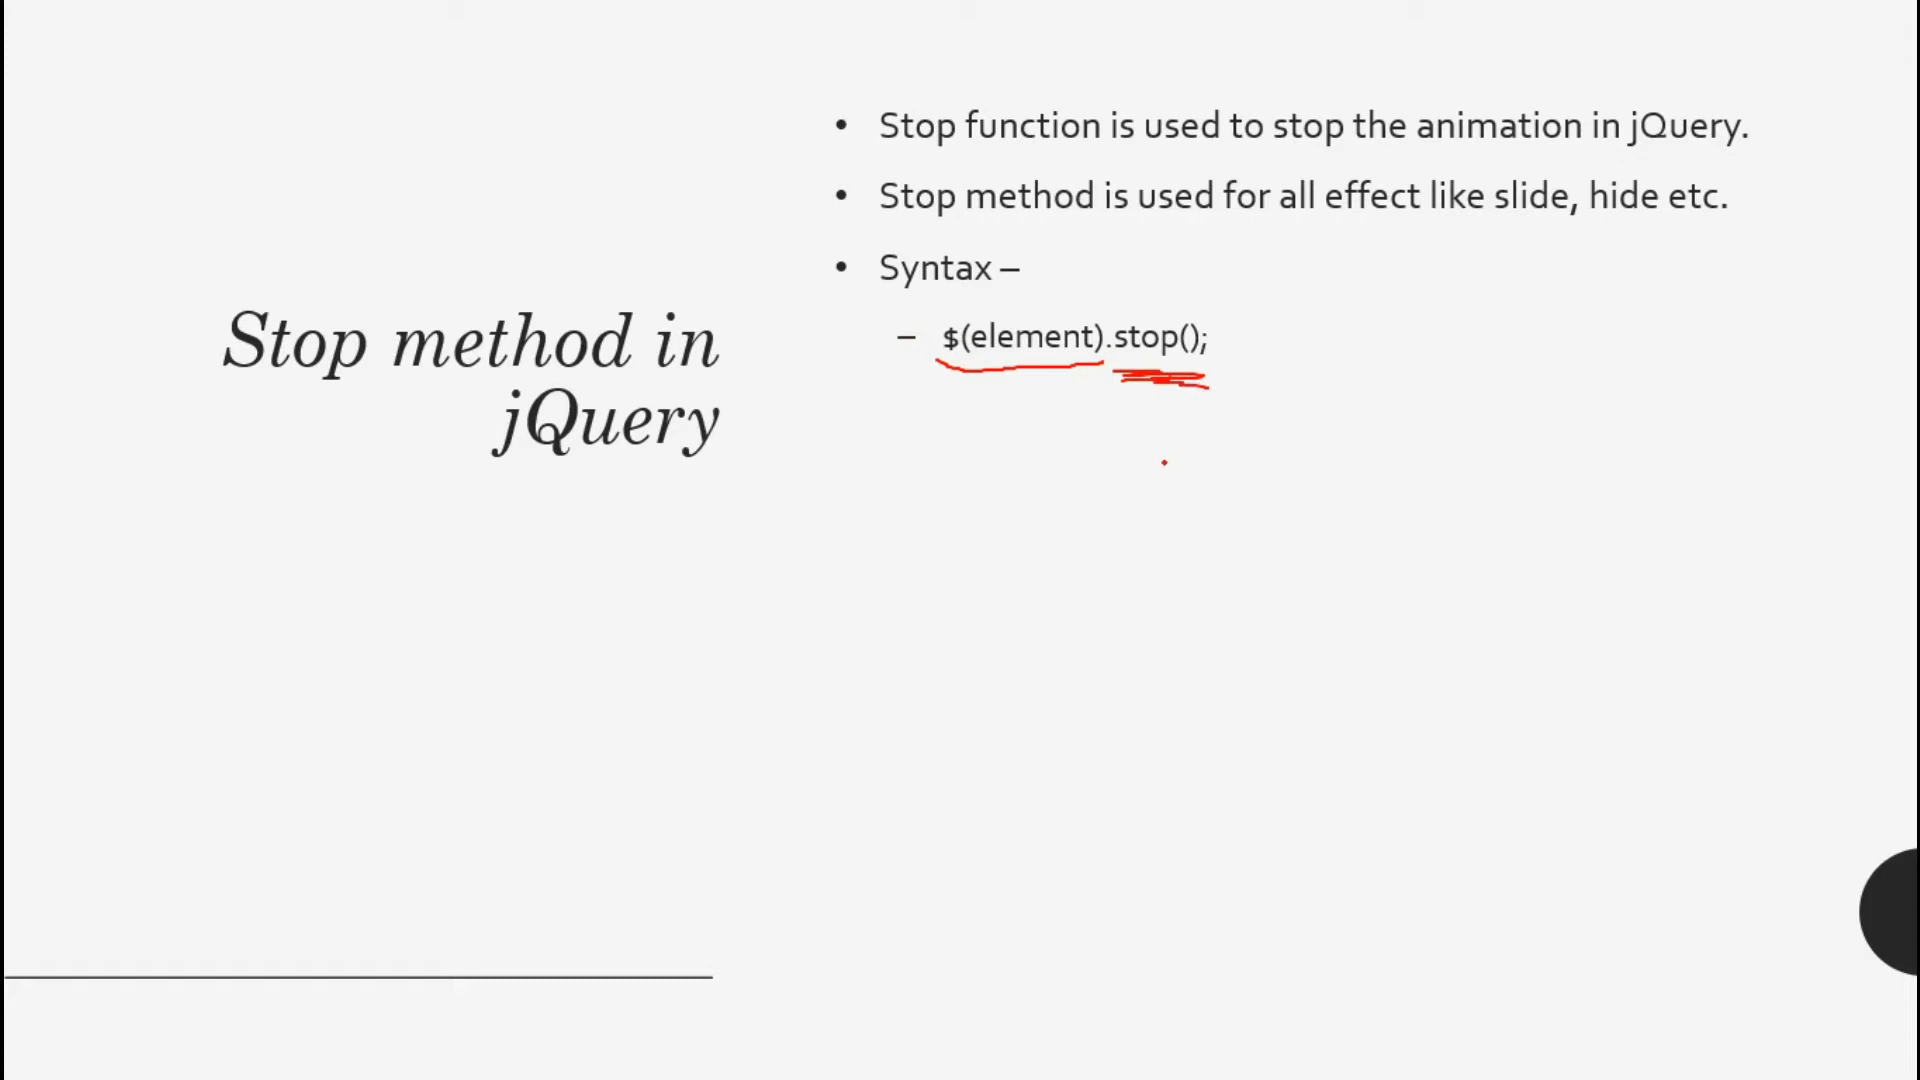 Stop method in
jQuery
• Stop function is used to stop the animation in jQuery.
• Stop method is used for all effect like slide, hide etc.
• Syntax –
– $(element).stop();